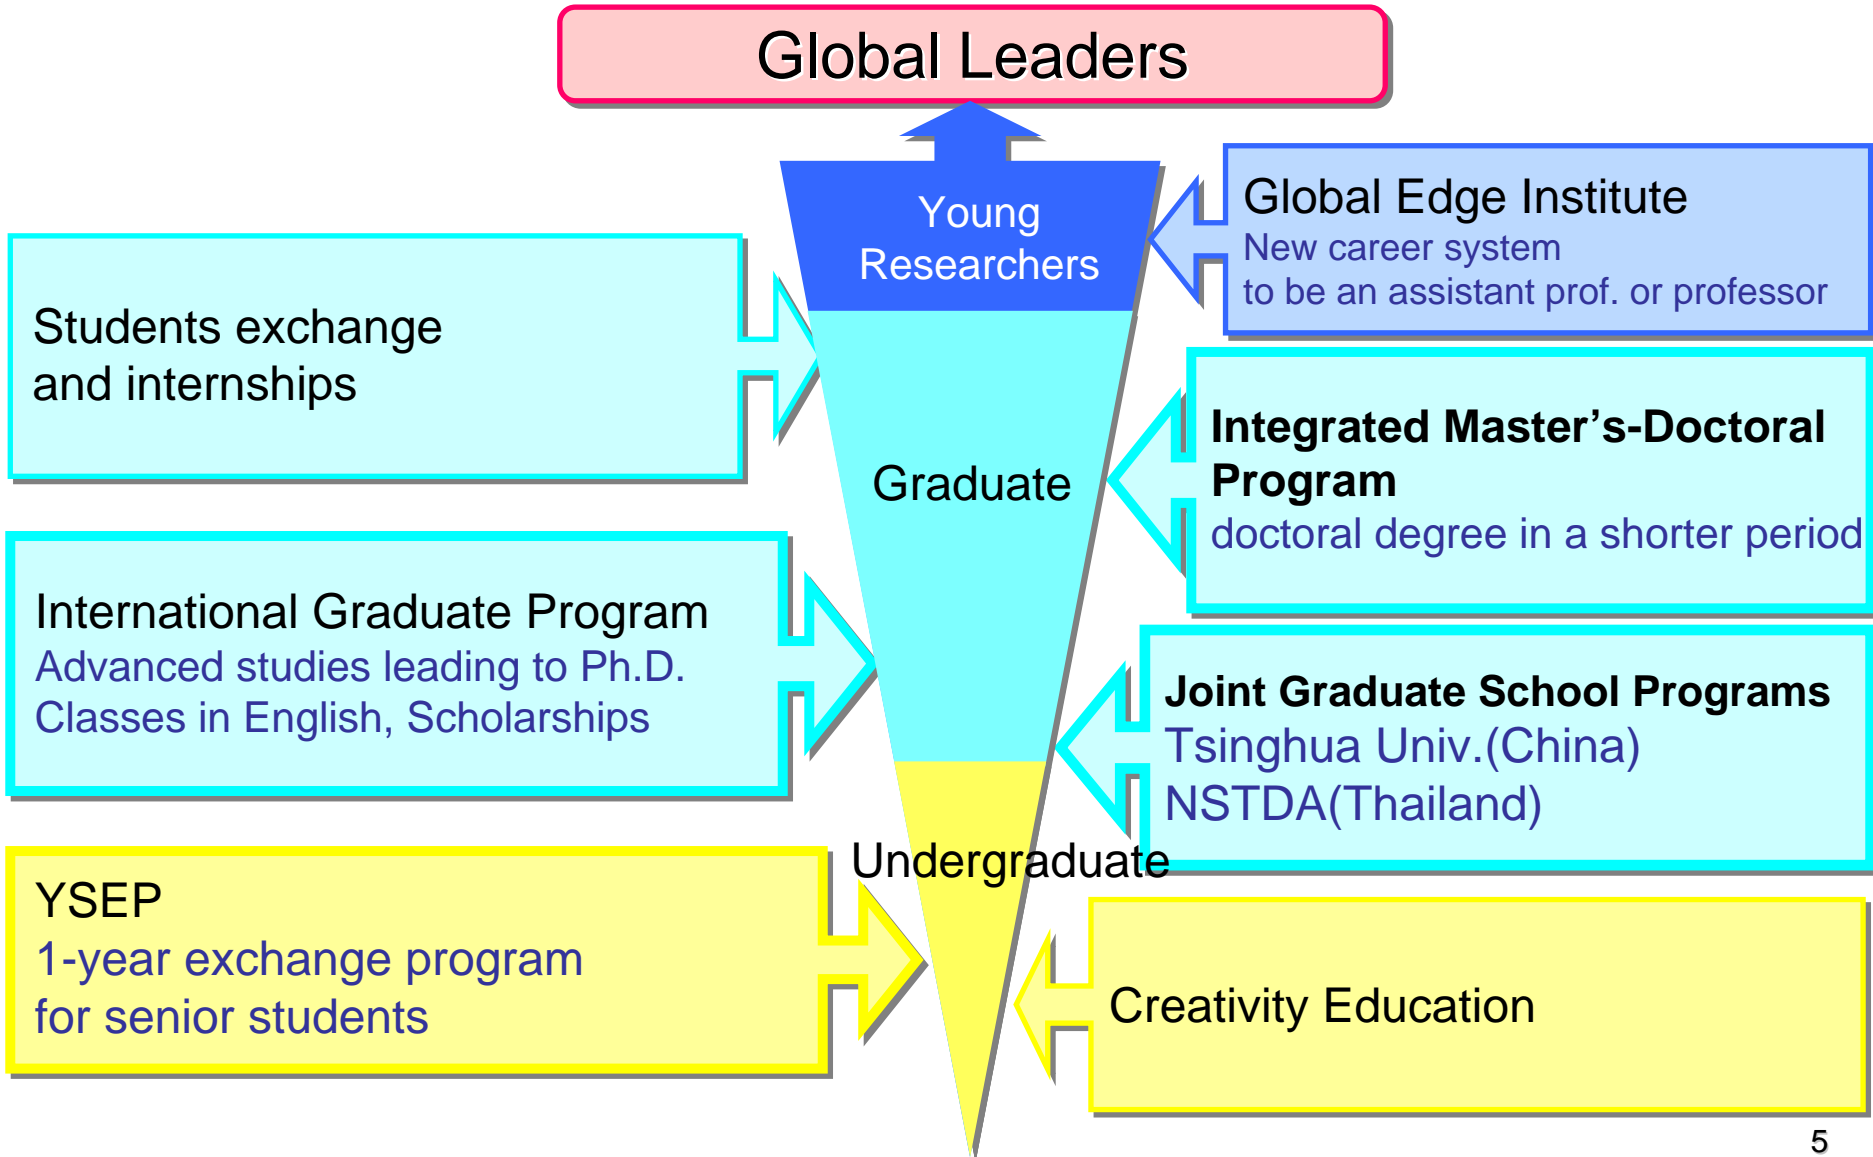 Global Leaders
Young
Researchers
Global Edge Institute
New career system
to be an assistant prof. or professor
Students exchange
and internships
Integrated Master’s-Doctoral
Program
doctoral degree in a shorter period
Graduate
International Graduate Program
Advanced studies leading to Ph.D.
Classes in English, Scholarships
Joint Graduate School Programs
Tsinghua Univ.(China)
NSTDA(Thailand)
Undergraduate
YSEP
1-year exchange program
for senior students
Creativity Education
5